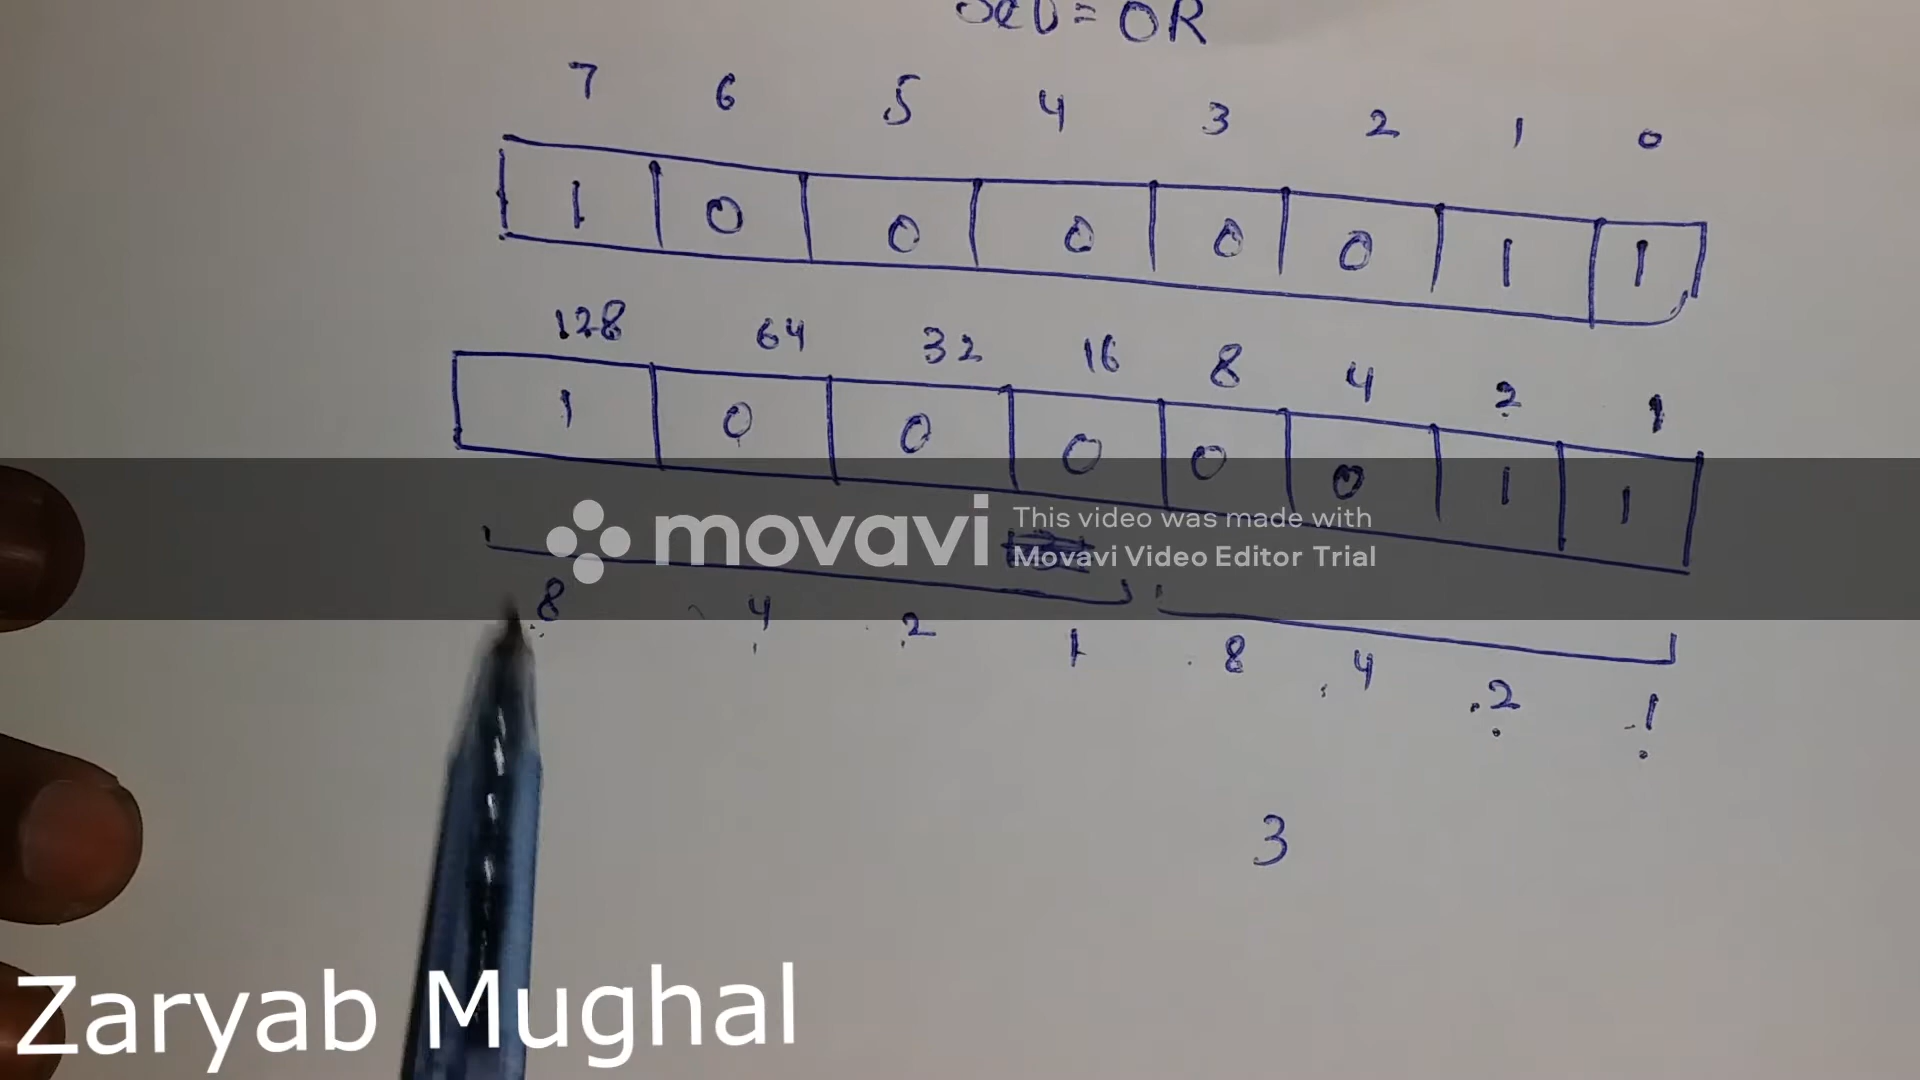 = OR
7 6 5 4 3 2 1 0
1 0 0 0 0 0 1 1
128 64 32 16 8 4 2 1
1 0 0 0 0 0 1 1
movavi
This video was made with
Movavi Video Editor Trial
8 4 2 1 8 4 2 1
3
Zaryab Mughal